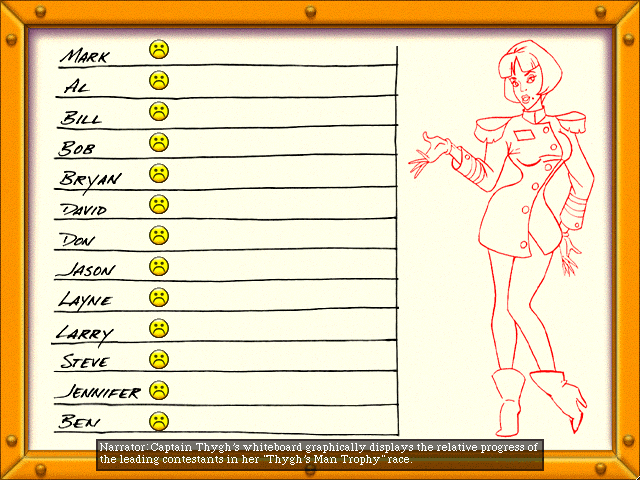 Mark
Al
Bill
Bob
Bryan
David
Don
Jason
Layne
Larry
Steve
Jennifer
Ben
Narrator: Captain Thygh's whiteboard graphically displays the relative progress of
the leading contestants in her "Thygh's Man Trophy" race.